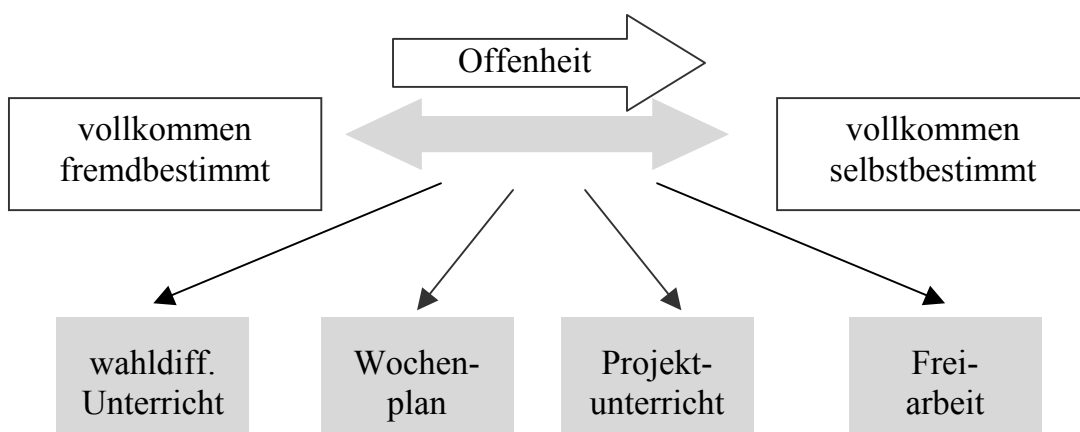 Offenheit
vollkommen
fremdbestimmt
vollkommen
selbstbestimmt
wahldiff.
Unterricht
Wochen-
plan
Projekt-
unterricht
Frei-
arbeit